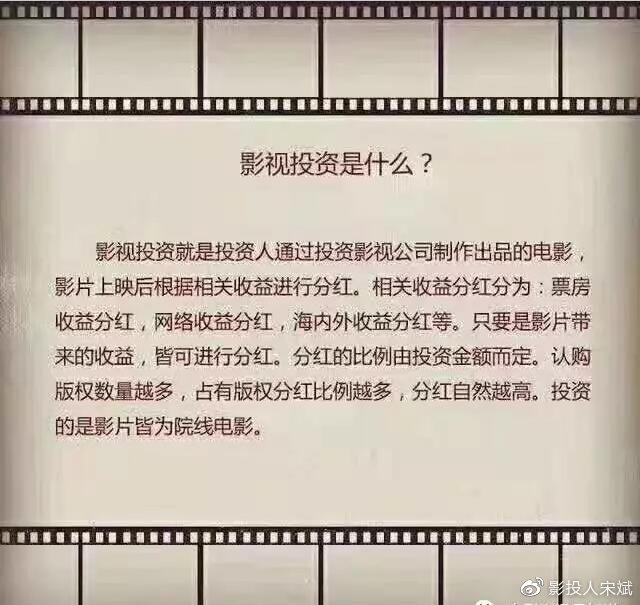 影视投资是什么？
影视投资就是投资人通过投资影视公司制作出品的电影，
影片上映后根据相关收益进行分红。相关收益分红分为：票房
收益分红，网络收益分红，海内外收益分红等。只要是影片带
来的收益，皆可进行分红。分红的比例由投资金额而定。认购
版权数量越多，占有版权分红比例越多，分红自然越高。投资
的是影片皆为院线电影。
影投人宋斌